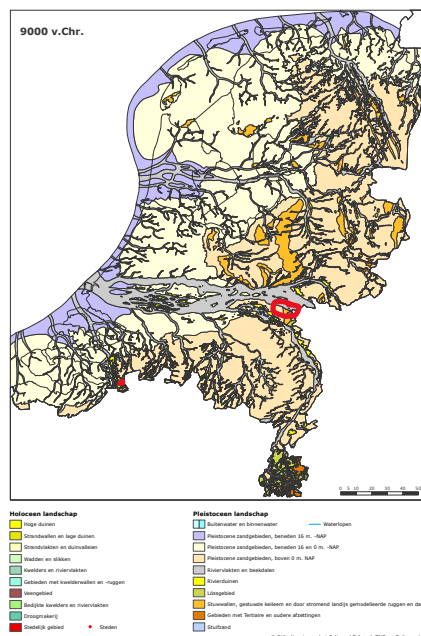 9000 v.Chr.
0 5 10 20 30 40 50
Holoceen landschap
Hoge duinen
Strandwallen en lage duinen
Strandvlakten en duinvalleien
Wadden en slikken
Kwelders en riviervlakten
Gebieden met kwelderwallen en -ruggen
Veengebied
Bedijkte kwelders en riviervlakten
Droogmakerij
Stedelijk gebied
Steden
Pleistoceen landschap
Buitenwater en binnenwater
Waterlopen
Pleistocene zandgebieden, beneden 16 m. -NAP
Pleistocene zandgebieden, beneden 16 en 0 m. -NAP
Pleistocene zandgebieden, boven 0 m. NAP
Riviervlakten en beekdalen
Rivierduinen
Lössgebied
Stuwwallen, gestuwde keileem en door stromend landijs gemodelleerde ruggen en da
Gebieden met Tertiaire en oudere afzettingen
Stuifzand